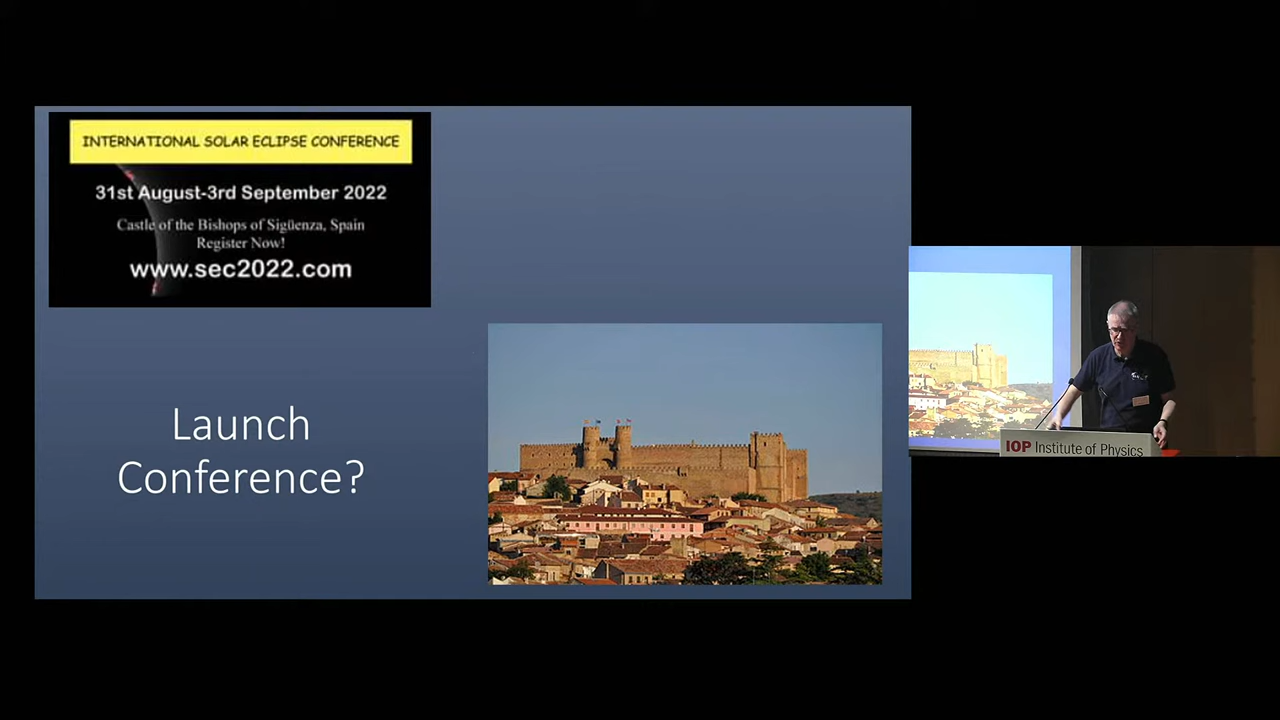 INTERNATIONAL SOLAR ECLIPSE CONFERENCE
31st August-3rd September 2022
Castle of the Bishops of Sigüenza, Spain
Register Now!
www.sec2022.com
Launch
Conference?
IOP Institute of Physics